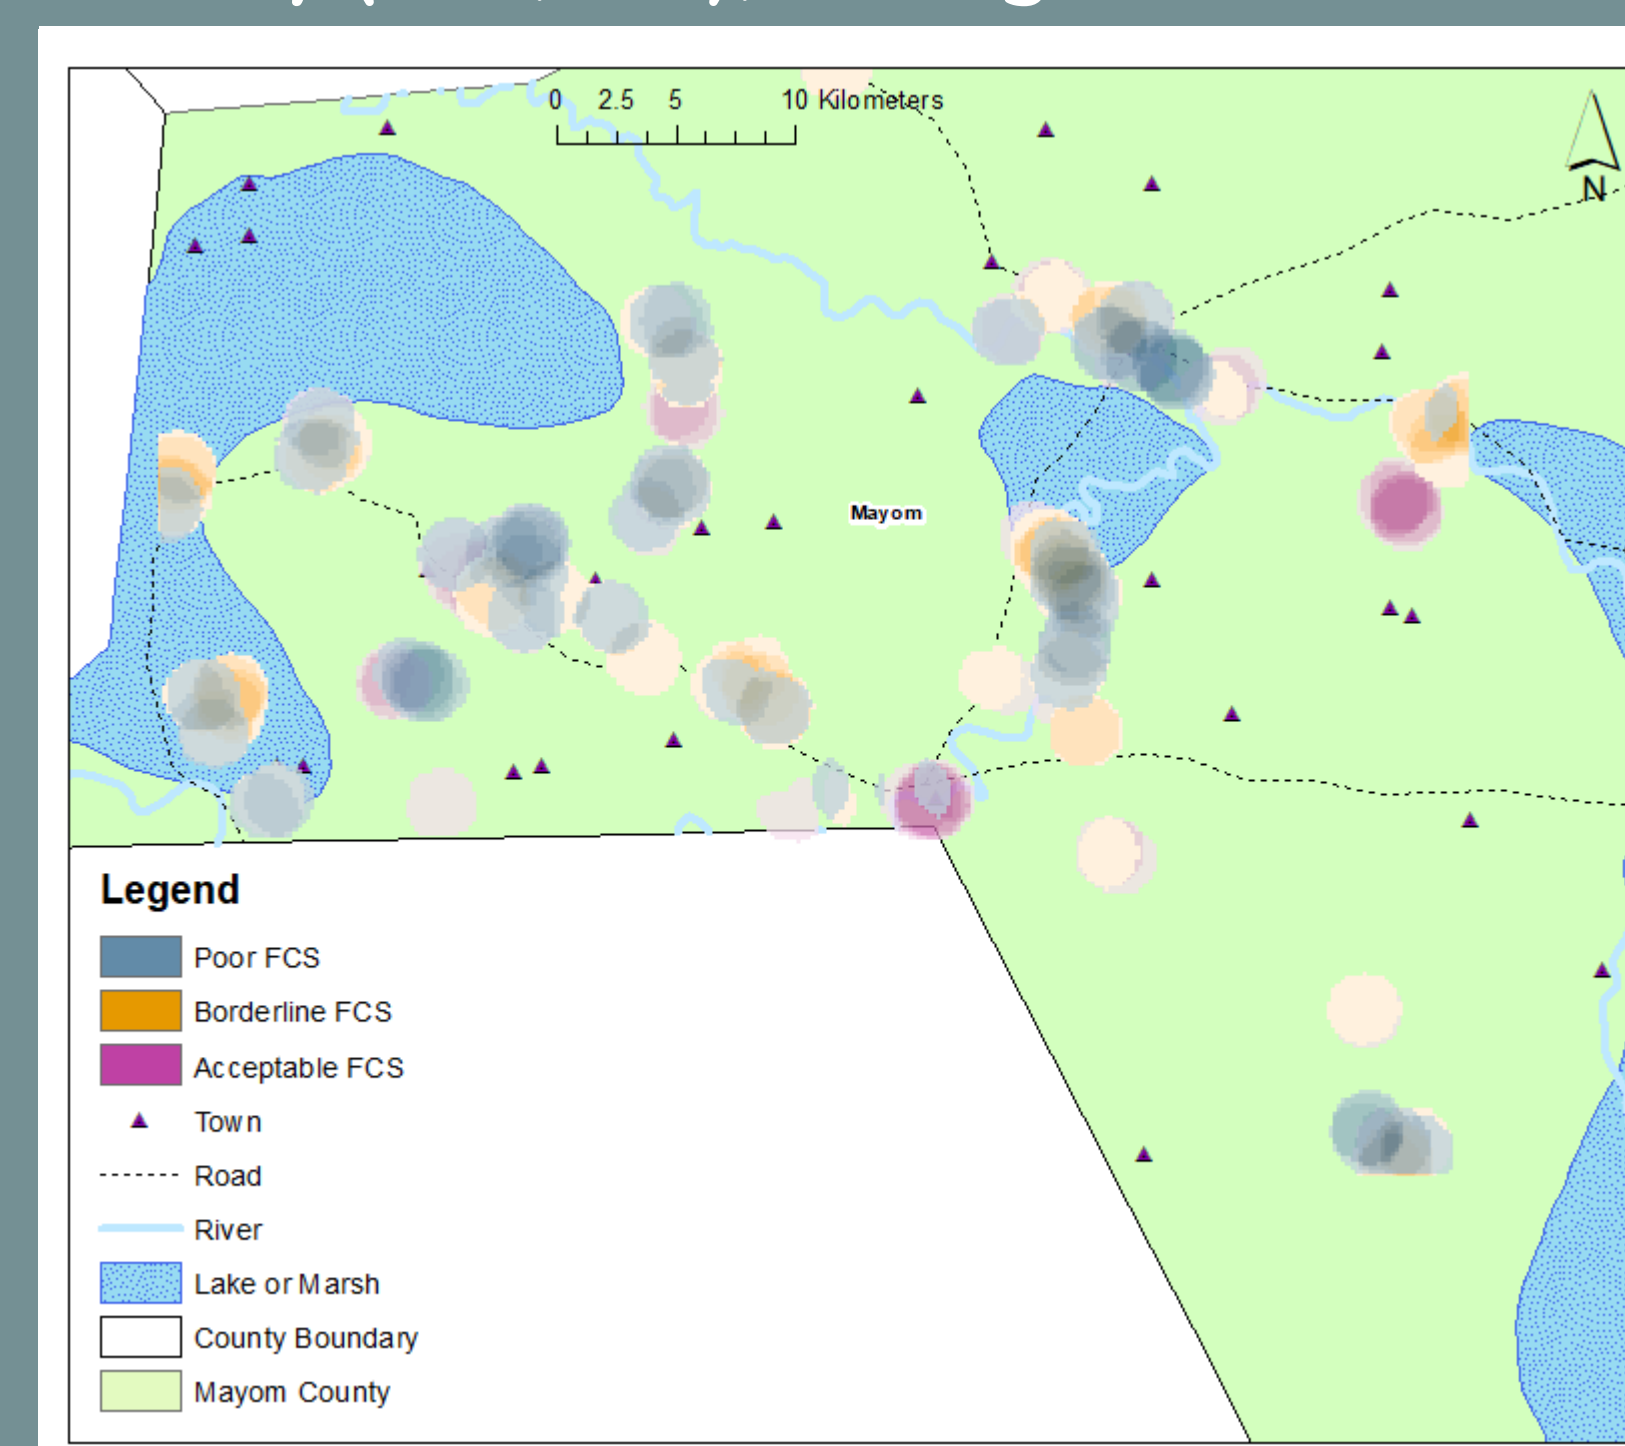 0 2.5 5 10 Kilometers
N
Mayom
Legend
Poor FCS
Borderline FCS
Acceptable FCS
Town
Road
River
Lake or Marsh
County Boundary
Mayom County